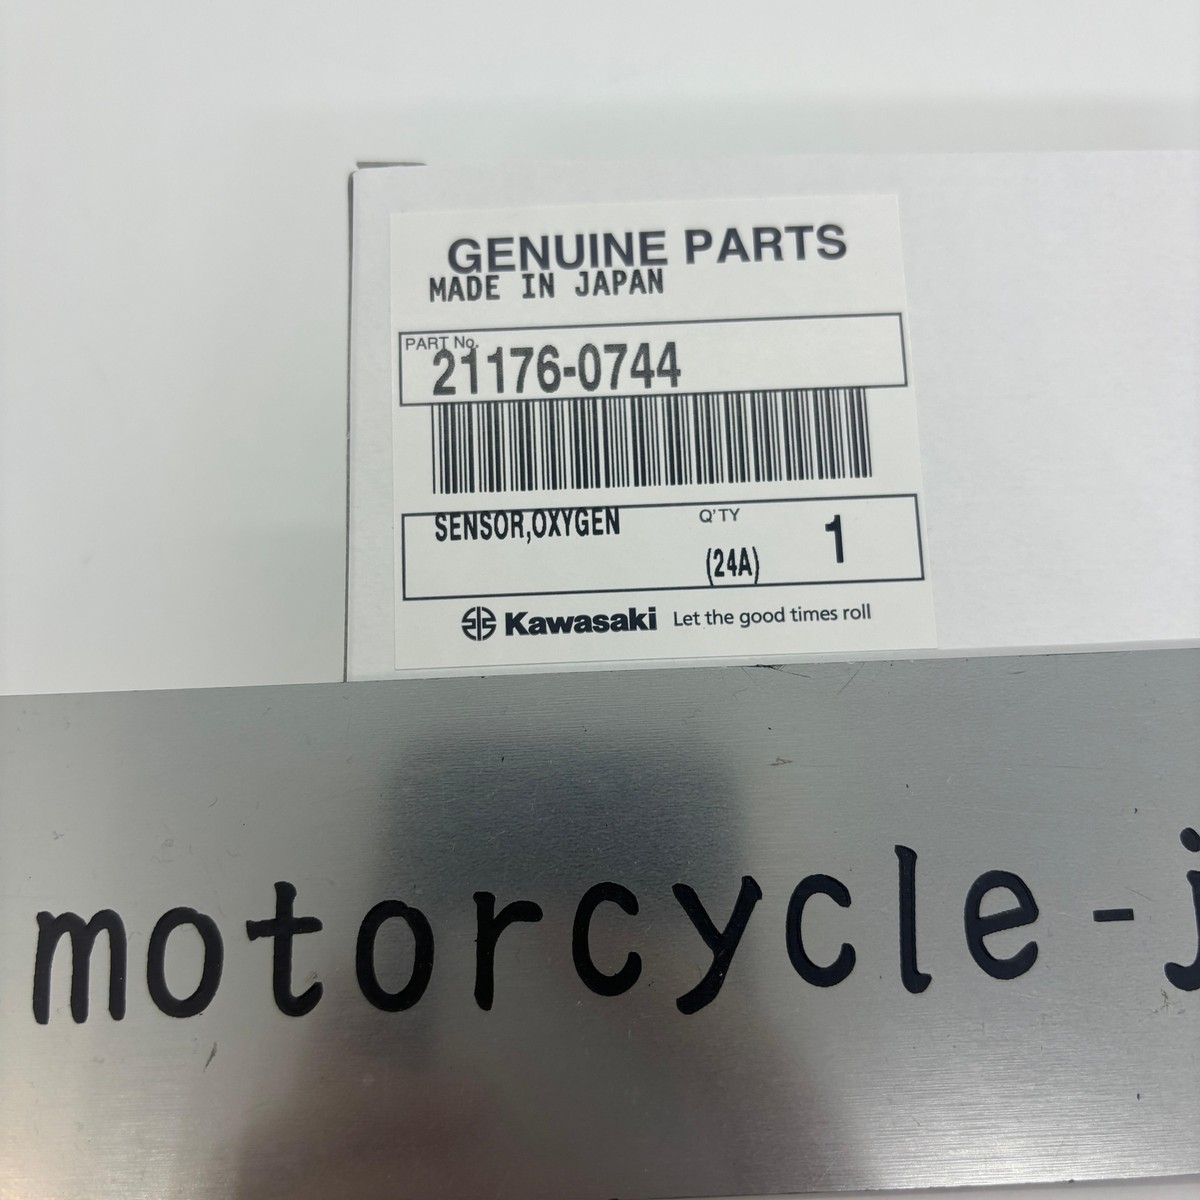 GENUINE PARTS
MADE IN JAPAN
PART No.
21176-0744
SENSOR,OXYGEN
Q'TY
(24A)
1
Kawasaki Let the good times roll
motorcycle-j